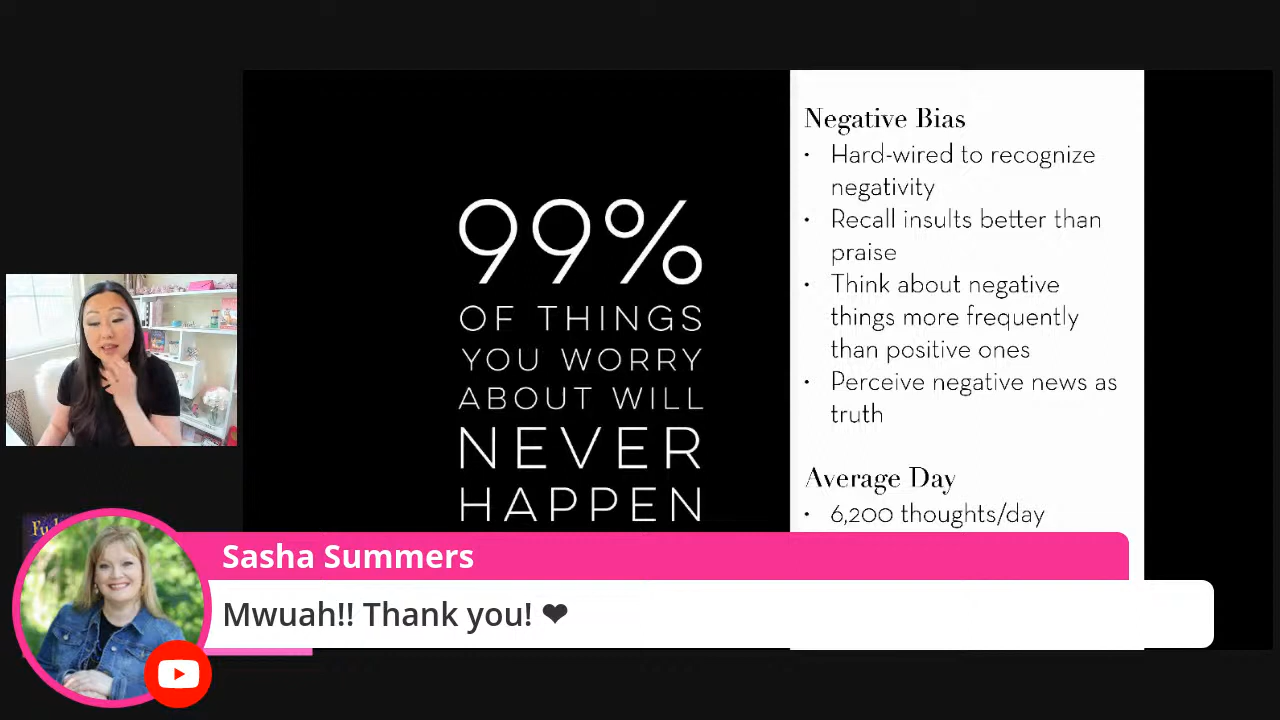 99%
OF THINGS
YOU WORRY
ABOUT WILL
NEVER
HAPPEN
Negative Bias
• Hard-wired to recognize
negativity
• Recall insults better than
praise
• Think about negative
things more frequently
than positive ones
• Perceive negative news as
truth
Average Day
• 6,200 thoughts/day
Sasha Summers
Mwuah!! Thank you! ❤